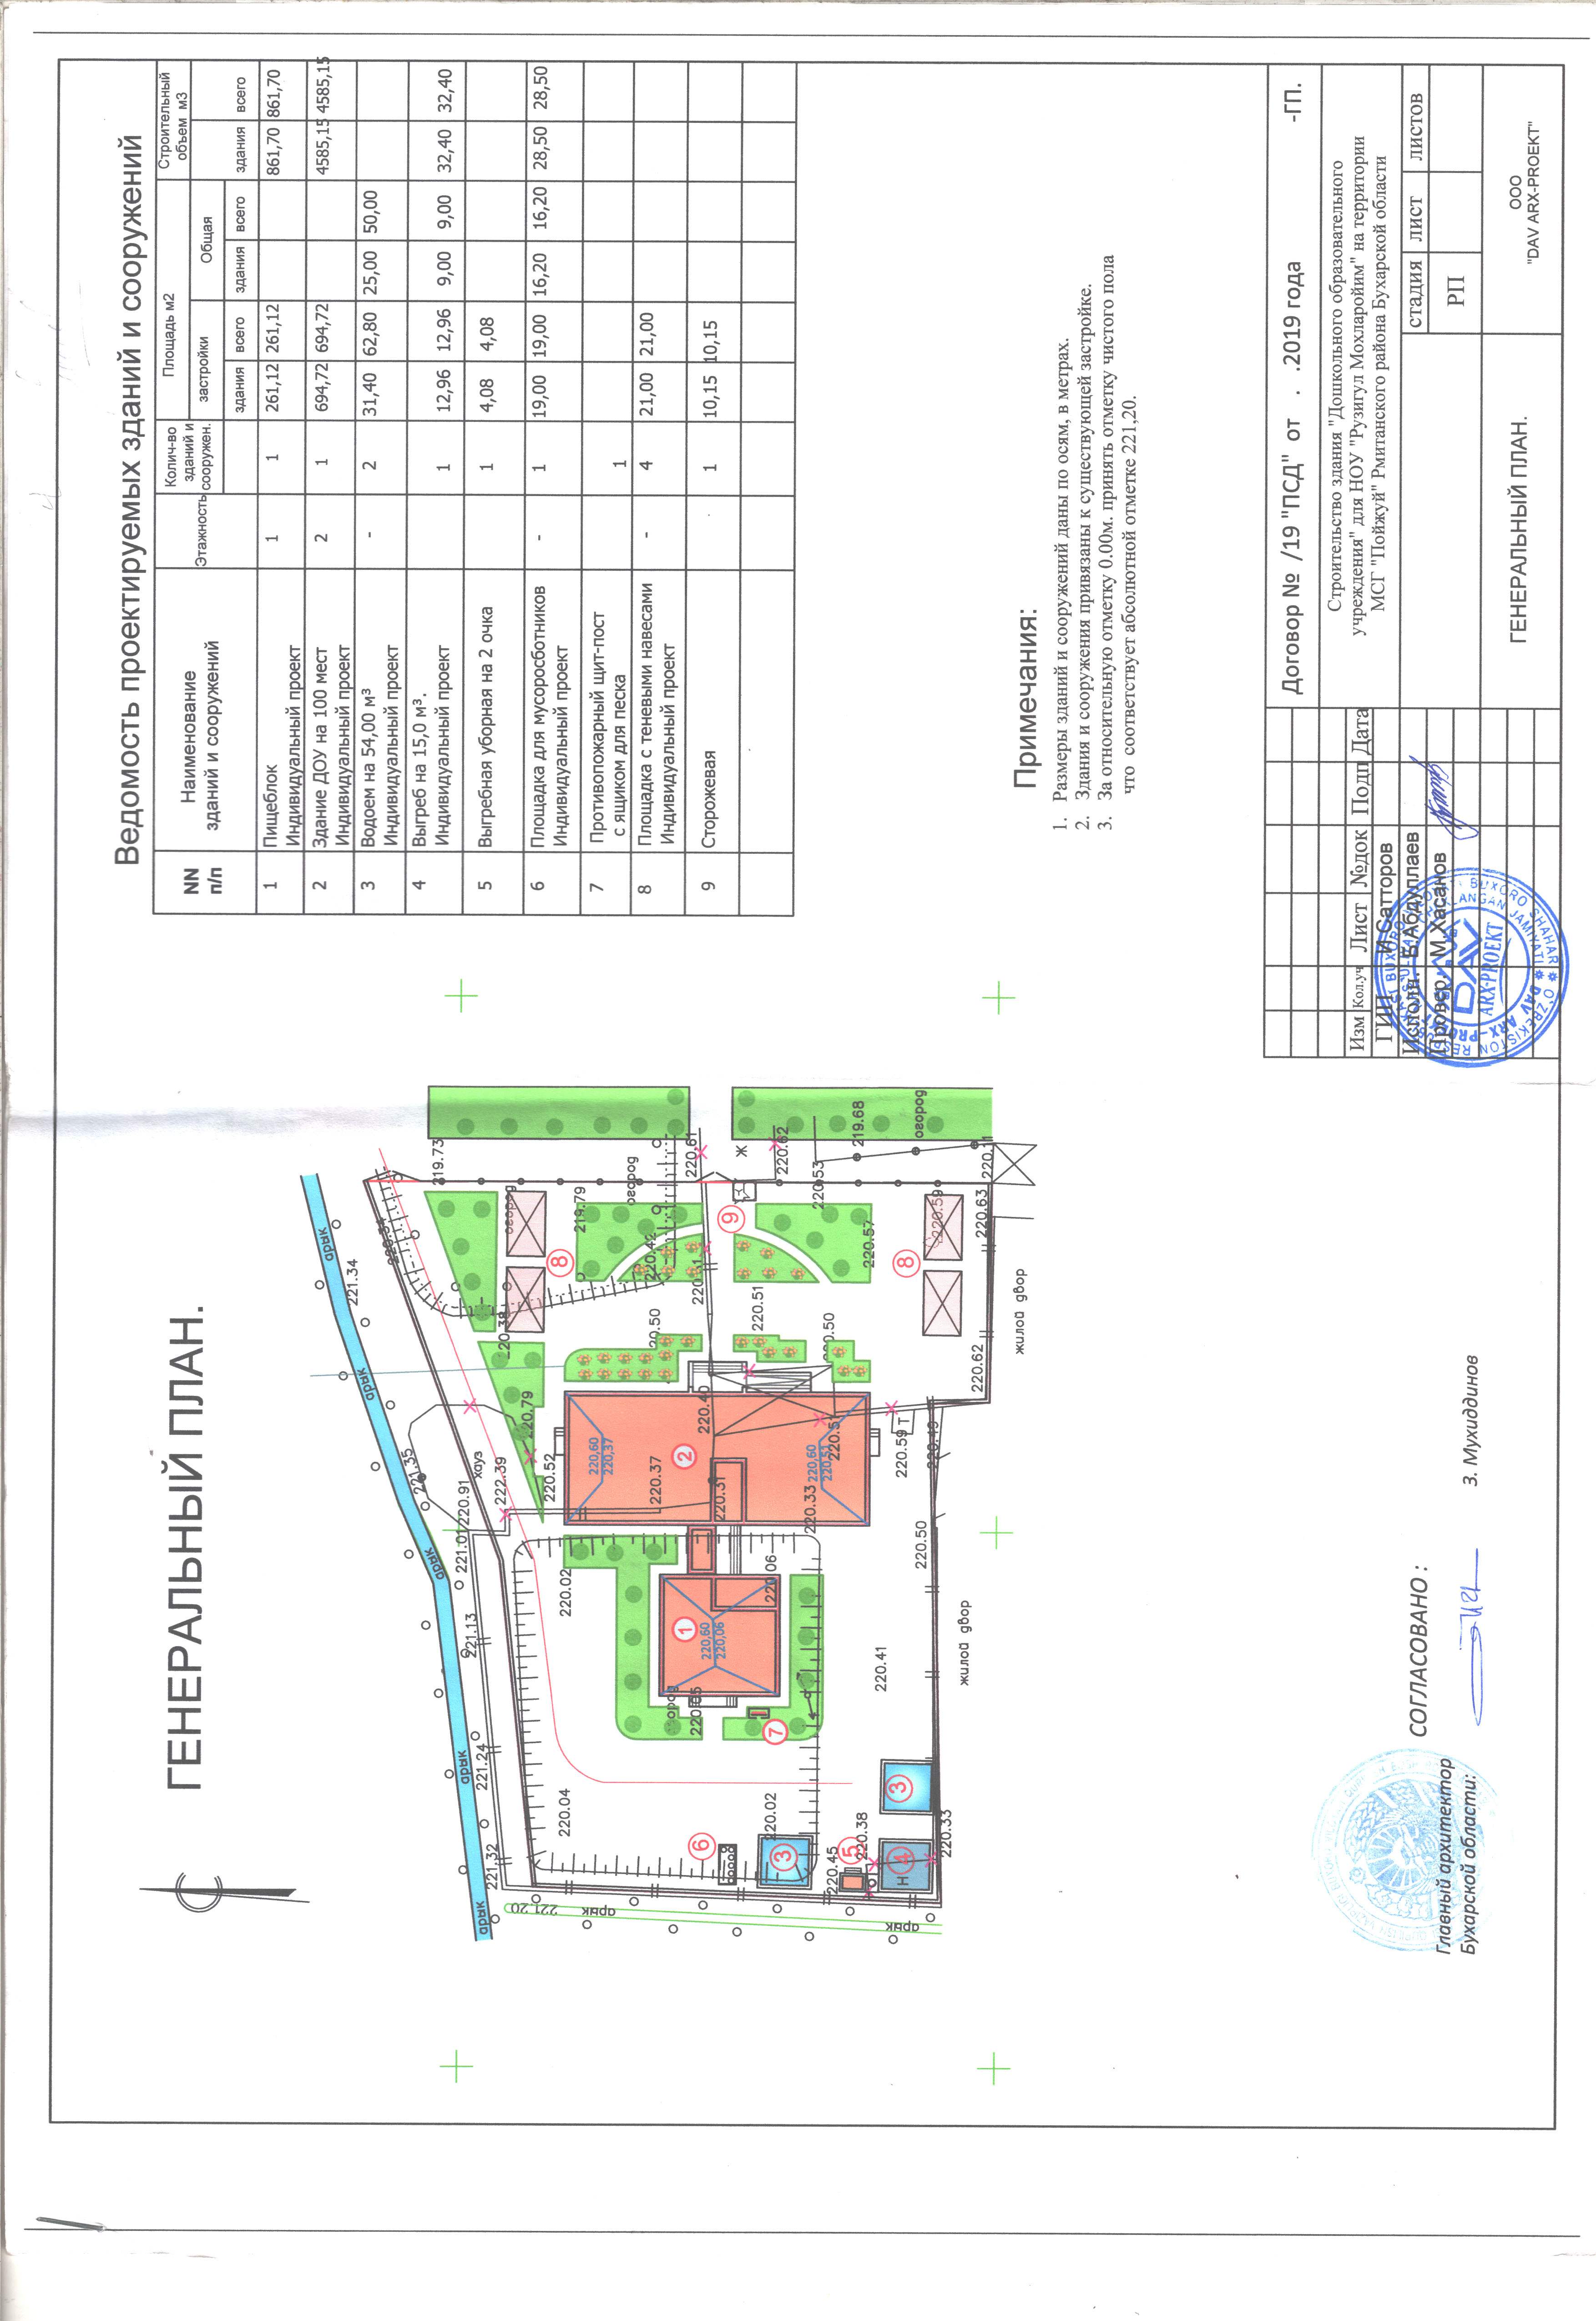 ГЕНЕРАЛЬНЫЙ ПЛАН.
Ведомость проектируемых зданий и сооружений
NN п/п
Наименование зданий и сооружений
Этажность
Колич-во зданий и сооружен.
Площадь м2
застройки
Общая
Строительный объем м3
здания всего здания всего здания всего
1 Пищеблок Индивидуальный проект 1 1 261,12 261,12 861,70 861,70
2 Здание ДОУ на 100 мест Индивидуальный проект 2 1 694,72 694,72 4585,15 4585,15
3 Водоем на 54,00 м³ Индивидуальный проект - 2 31,40 62,80 25,00 50,00
4 Выгреб на 15,0 м³. Индивидуальный проект 1 12,96 12,96 9,00 9,00 32,40 32,40
5 Выгребная уборная на 2 очка 1 4,08 4,08
6 Площадка для мусоросботников Индивидуальный проект - 1 19,00 19,00 16,20 16,20 28,50 28,50
7 Противопожарный щит-пост с ящиком для песка 1
8 Площадка с теневыми навесами Индивидуальный проект - 4 21,00 21,00
9 Сторожевая 1 10,15 10,15
Примечания:
1. Размеры зданий и сооружений даны по осям, в метрах.
2. Здания и сооружения привязаны к существующей застройке.
3. За относительную отметку 0.00м. принять отметку чистого пола
что соответствует абсолютной отметке 221,20.
арык
арык
арык
арык
арык
арык
арык
221.34
221.35
220.91
221.01
221.13
221.24
221.32
221.20
хауз
222.39
220.79
220.52
220.02
220.04
220.02
220.45
220.38
220.33
220.41
220.50
220.59 Т
220.49
220.62
220.63
220.59
220.57
220.53
220.62
219.68
219.73
219.79
220.61
220.42
220.51
220.50
220.40
220.37
220.31
220.33
220.51
220.06
220.05
220,60
220,37
220,60
220,51
220,60
220,06
огород
огород
огород
огород
жилой двор
жилой двор
Ж
Н
1
2
3
3
4
5
6
7
8
8
9
Договор № /19 "ПСД" от . .2019 года -ГП.
Строительство здания "Дошкольного образовательного
учреждения" для НОУ "Рузигул Мохларойим" на территории
МСГ "Пойжуй" Рмитанского района Бухарской области
Изм Кол.уч Лист №док Подп Дата
ГИП И.Сатторов
Исполн. Б.Абдуллаев
Провер. М.Хасанов
стадия лист листов
РП
ГЕНЕРАЛЬНЫЙ ПЛАН.
ООО
"DAV ARX-PROEKT"
DAV
ARX-PROEKT
СОГЛАСОВАНО :
Главный архитектор
Бухарской области:
З. Мухиддинов